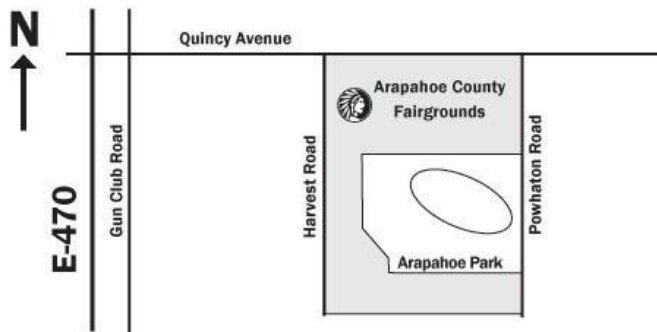 N
Quincy Avenue
Arapahoe County
Fairgrounds
E-470
Gun Club Road
Harvest Road
Powhaton Road
Arapahoe Park